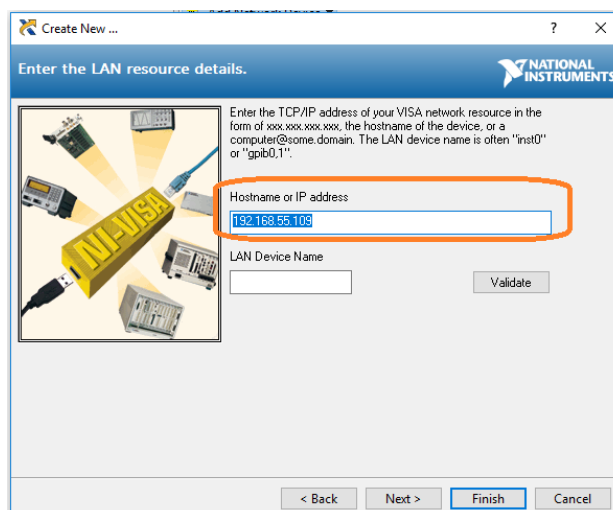 Create New ...
?
Enter the LAN resource details.
NATIONAL
INSTRUMENTS
Enter the TCP/IP address of your VISA network resource in the
form of xxx.xxx.xxx.xxx, the hostname of the device, or a
computer@some.domain. The LAN device name is often "inst0"
or "gpib0,1".
Hostname or IP address
192.168.55.109
LAN Device Name
Validate
NI-VISA
< Back
Next >
Finish
Cancel